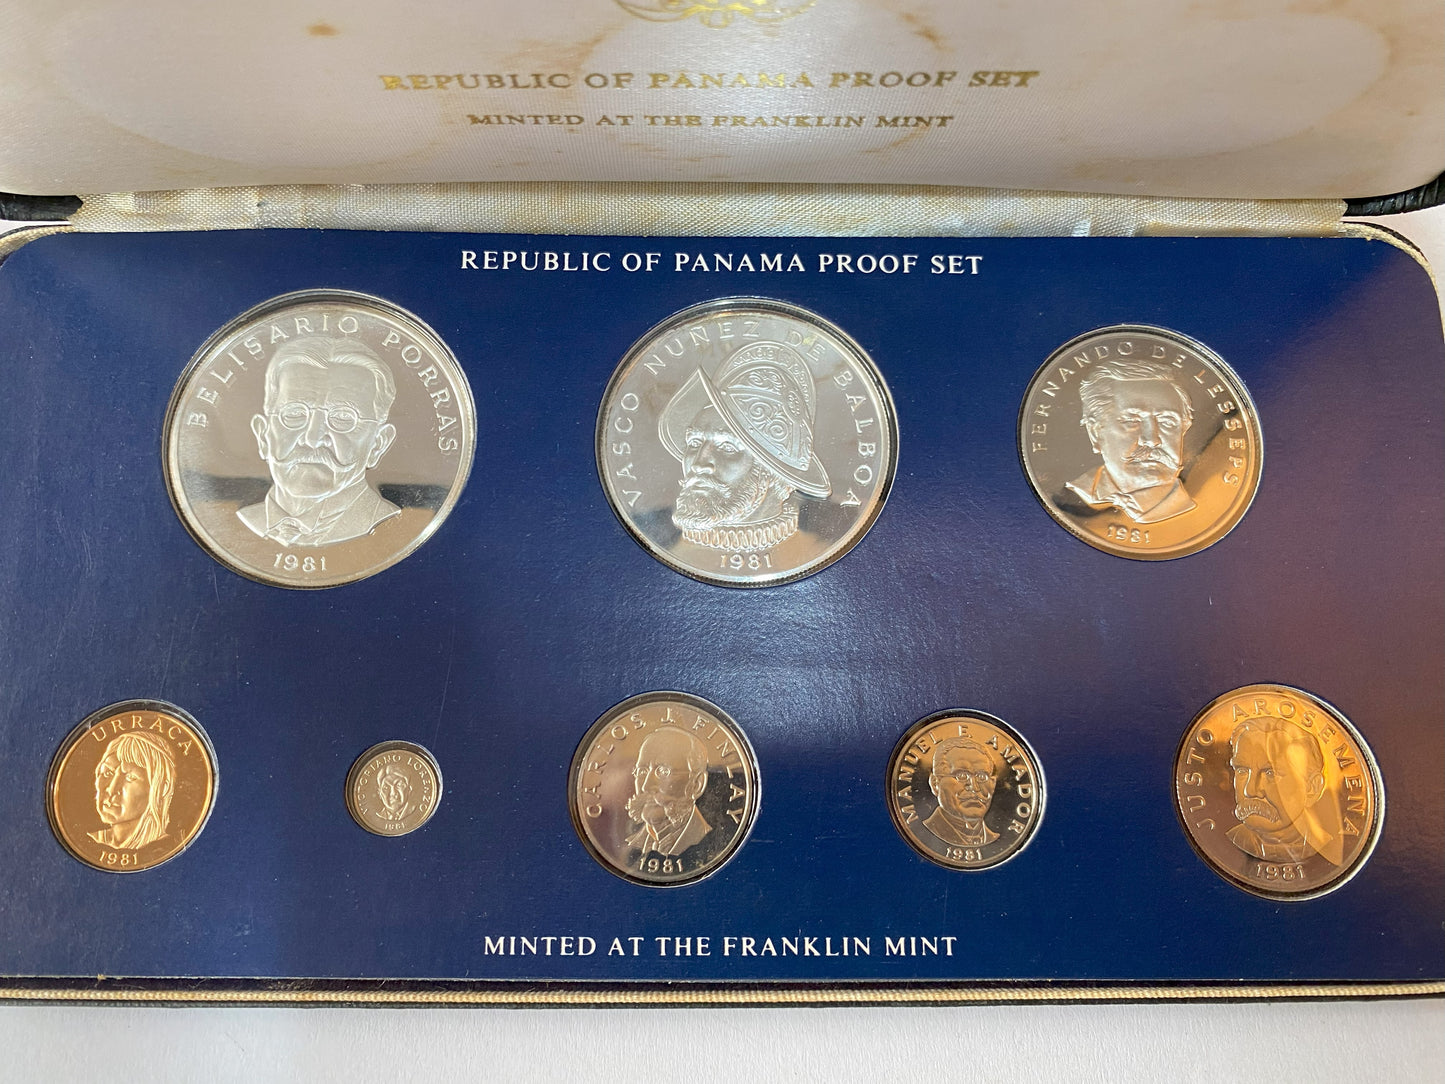 REPUBLIC OF PANAMA PROOF SET
MINTED AT THE FRANKLIN MINT
REPUBLIC OF PANAMA PROOF SET
BELISARIO PORRAS
1981
VASCO NUÑEZ DE BALBOA
1981
FERNANDO DE LESSEPS
1981
URRACA
1981
VICTORIANO LORENZO
1981
CARLOS J. FINLAY
1981
MANUEL E. AMADOR
1981
JUSTO AROSEMENA
1981
MINTED AT THE FRANKLIN MINT